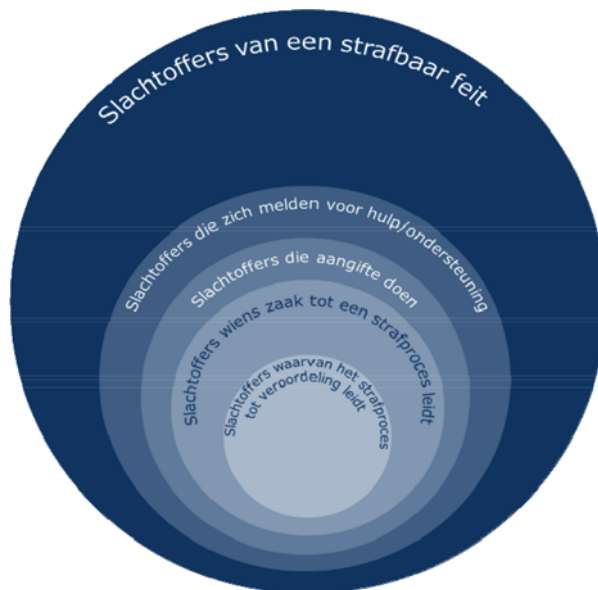 Slachtoffers van een strafbaar feit
Slachtoffers die zich melden voor hulp/ondersteuning
Slachtoffers die aangifte doen
Slachtoffers wiens zaak tot een strafproces leidt
Slachtoffers waarvan het strafproces
tot veroordeling leidt